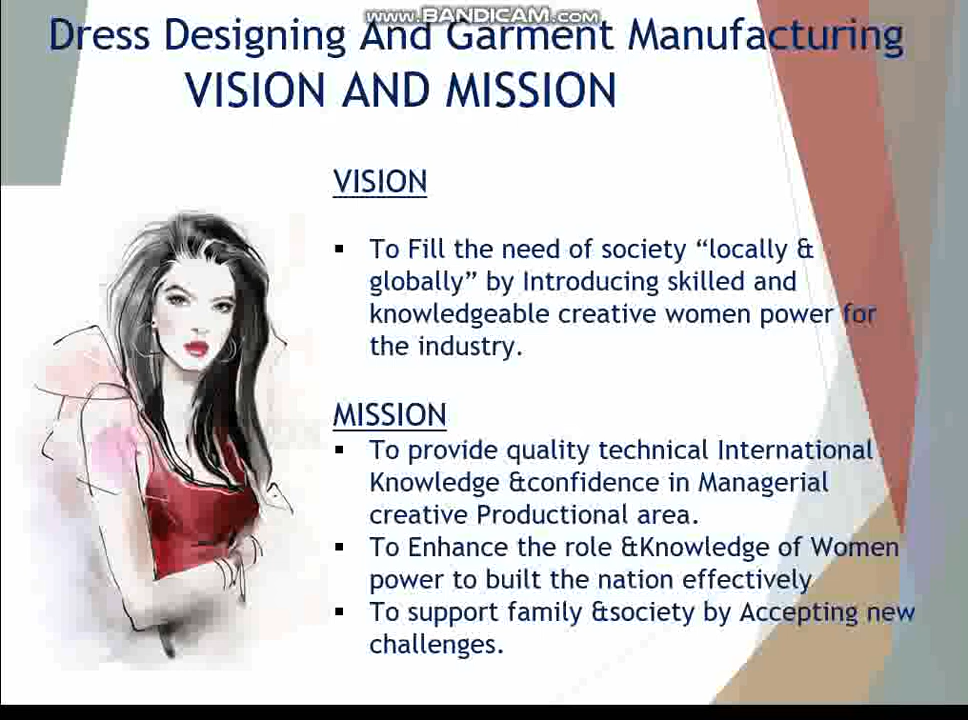 www.BANDICAM.com
Dress Designing And Garment Manufacturing
VISION AND MISSION
VISION
▪ To Fill the need of society “locally &
globally” by Introducing skilled and
knowledgeable creative women power for
the industry.
MISSION
▪ To provide quality technical International
Knowledge &confidence in Managerial
creative Productional area.
▪ To Enhance the role &Knowledge of Women
power to built the nation effectively
▪ To support family &society by Accepting new
challenges.